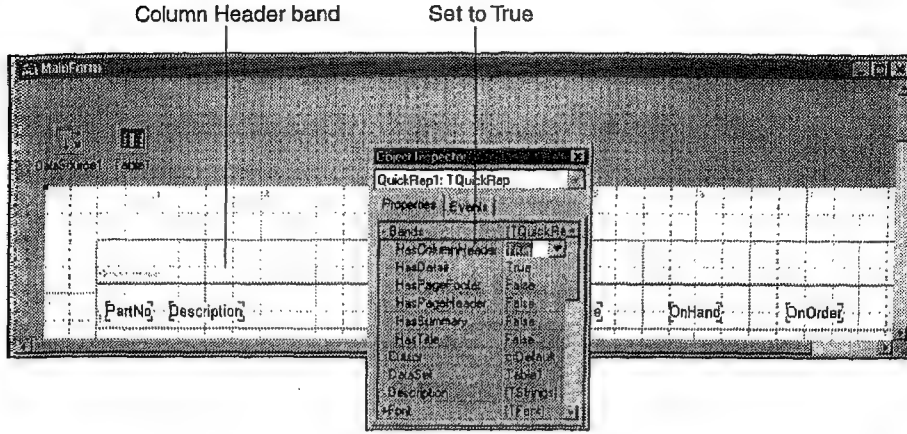 Column Header band Set to True
MainForm
DataSource1 Table1
Object Inspector
QuickRep1: TQuickRep
Properties Events
-Bands (TQuickRe
HasColumnHeader True
HasDetail True
HasPageFooter False
HasPageHeader False
HasSummary False
HasTitle False
Cursor crDefault
DataSet Table1
Description (TStrings)
+Font (TFont)
PartNo Description OnHand OnOrder